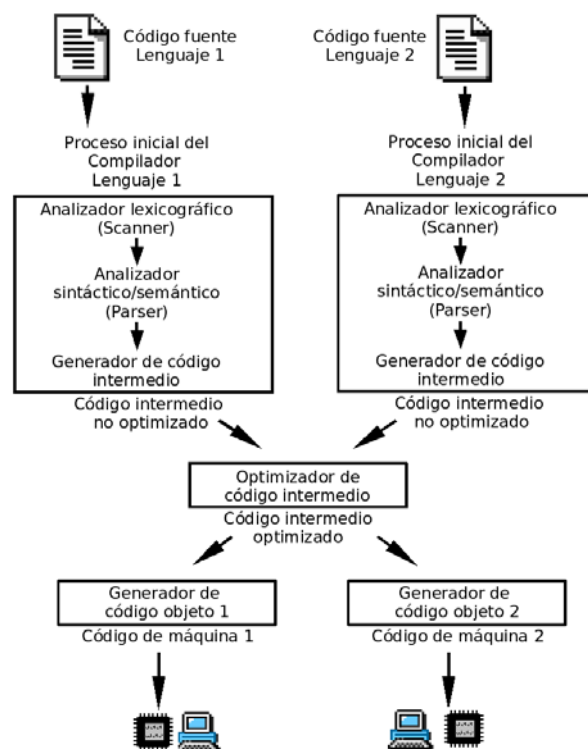 Código fuente
Lenguaje 1
Código fuente
Lenguaje 2
Proceso inicial del
Compilador
Lenguaje 1
Proceso inicial del
Compilador
Lenguaje 2
Analizador lexicográfico
(Scanner)
Analizador
sintáctico/semántico
(Parser)
Generador de código
intermedio
Analizador lexicográfico
(Scanner)
Analizador
sintáctico/semántico
(Parser)
Generador de código
intermedio
Código intermedio
no optimizado
Código intermedio
no optimizado
Optimizador de
código intermedio
Código intermedio
optimizado
Generador de
código objeto 1
Generador de
código objeto 2
Código de máquina 1
Código de máquina 2